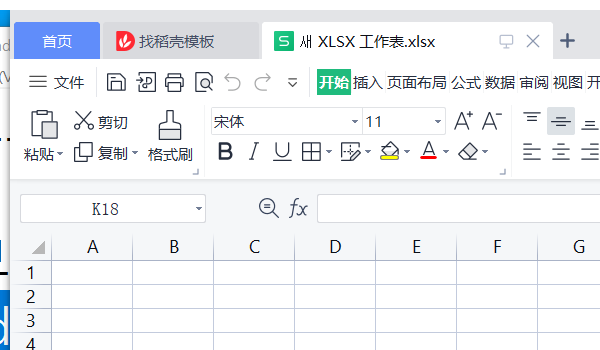 首页 找稻壳模板 새 XLSX 工作表.xlsx
文件 开始 插入 页面布局 公式 数据 审阅 视图 开
粘贴 剪切 复制 格式刷 宋体 11 A+ A-
B I U A
K18 fx
A B C D E F G
1
2
3
4